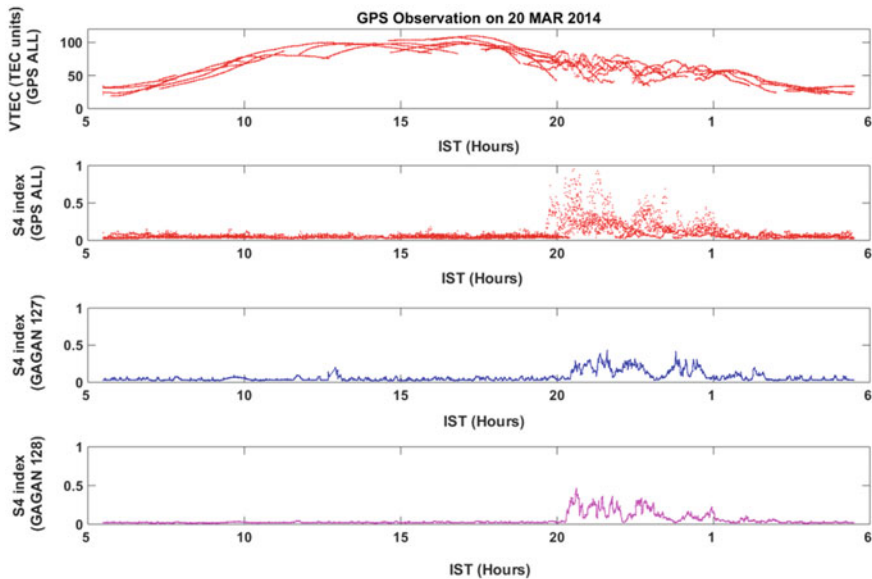 GPS Observation on 20 MAR 2014
VTEC (TEC units)
(GPS ALL)
100
50
0
5 10 15 20 1 6
IST (Hours)
S4 index
(GPS ALL)
1
0.5
0
5 10 15 20 1 6
IST (Hours)
S4 index
(GAGAN 127)
1
0.5
0
5 10 15 20 1 6
IST (Hours)
S4 index
(GAGAN 128)
1
0.5
0
5 10 15 20 1 6
IST (Hours)